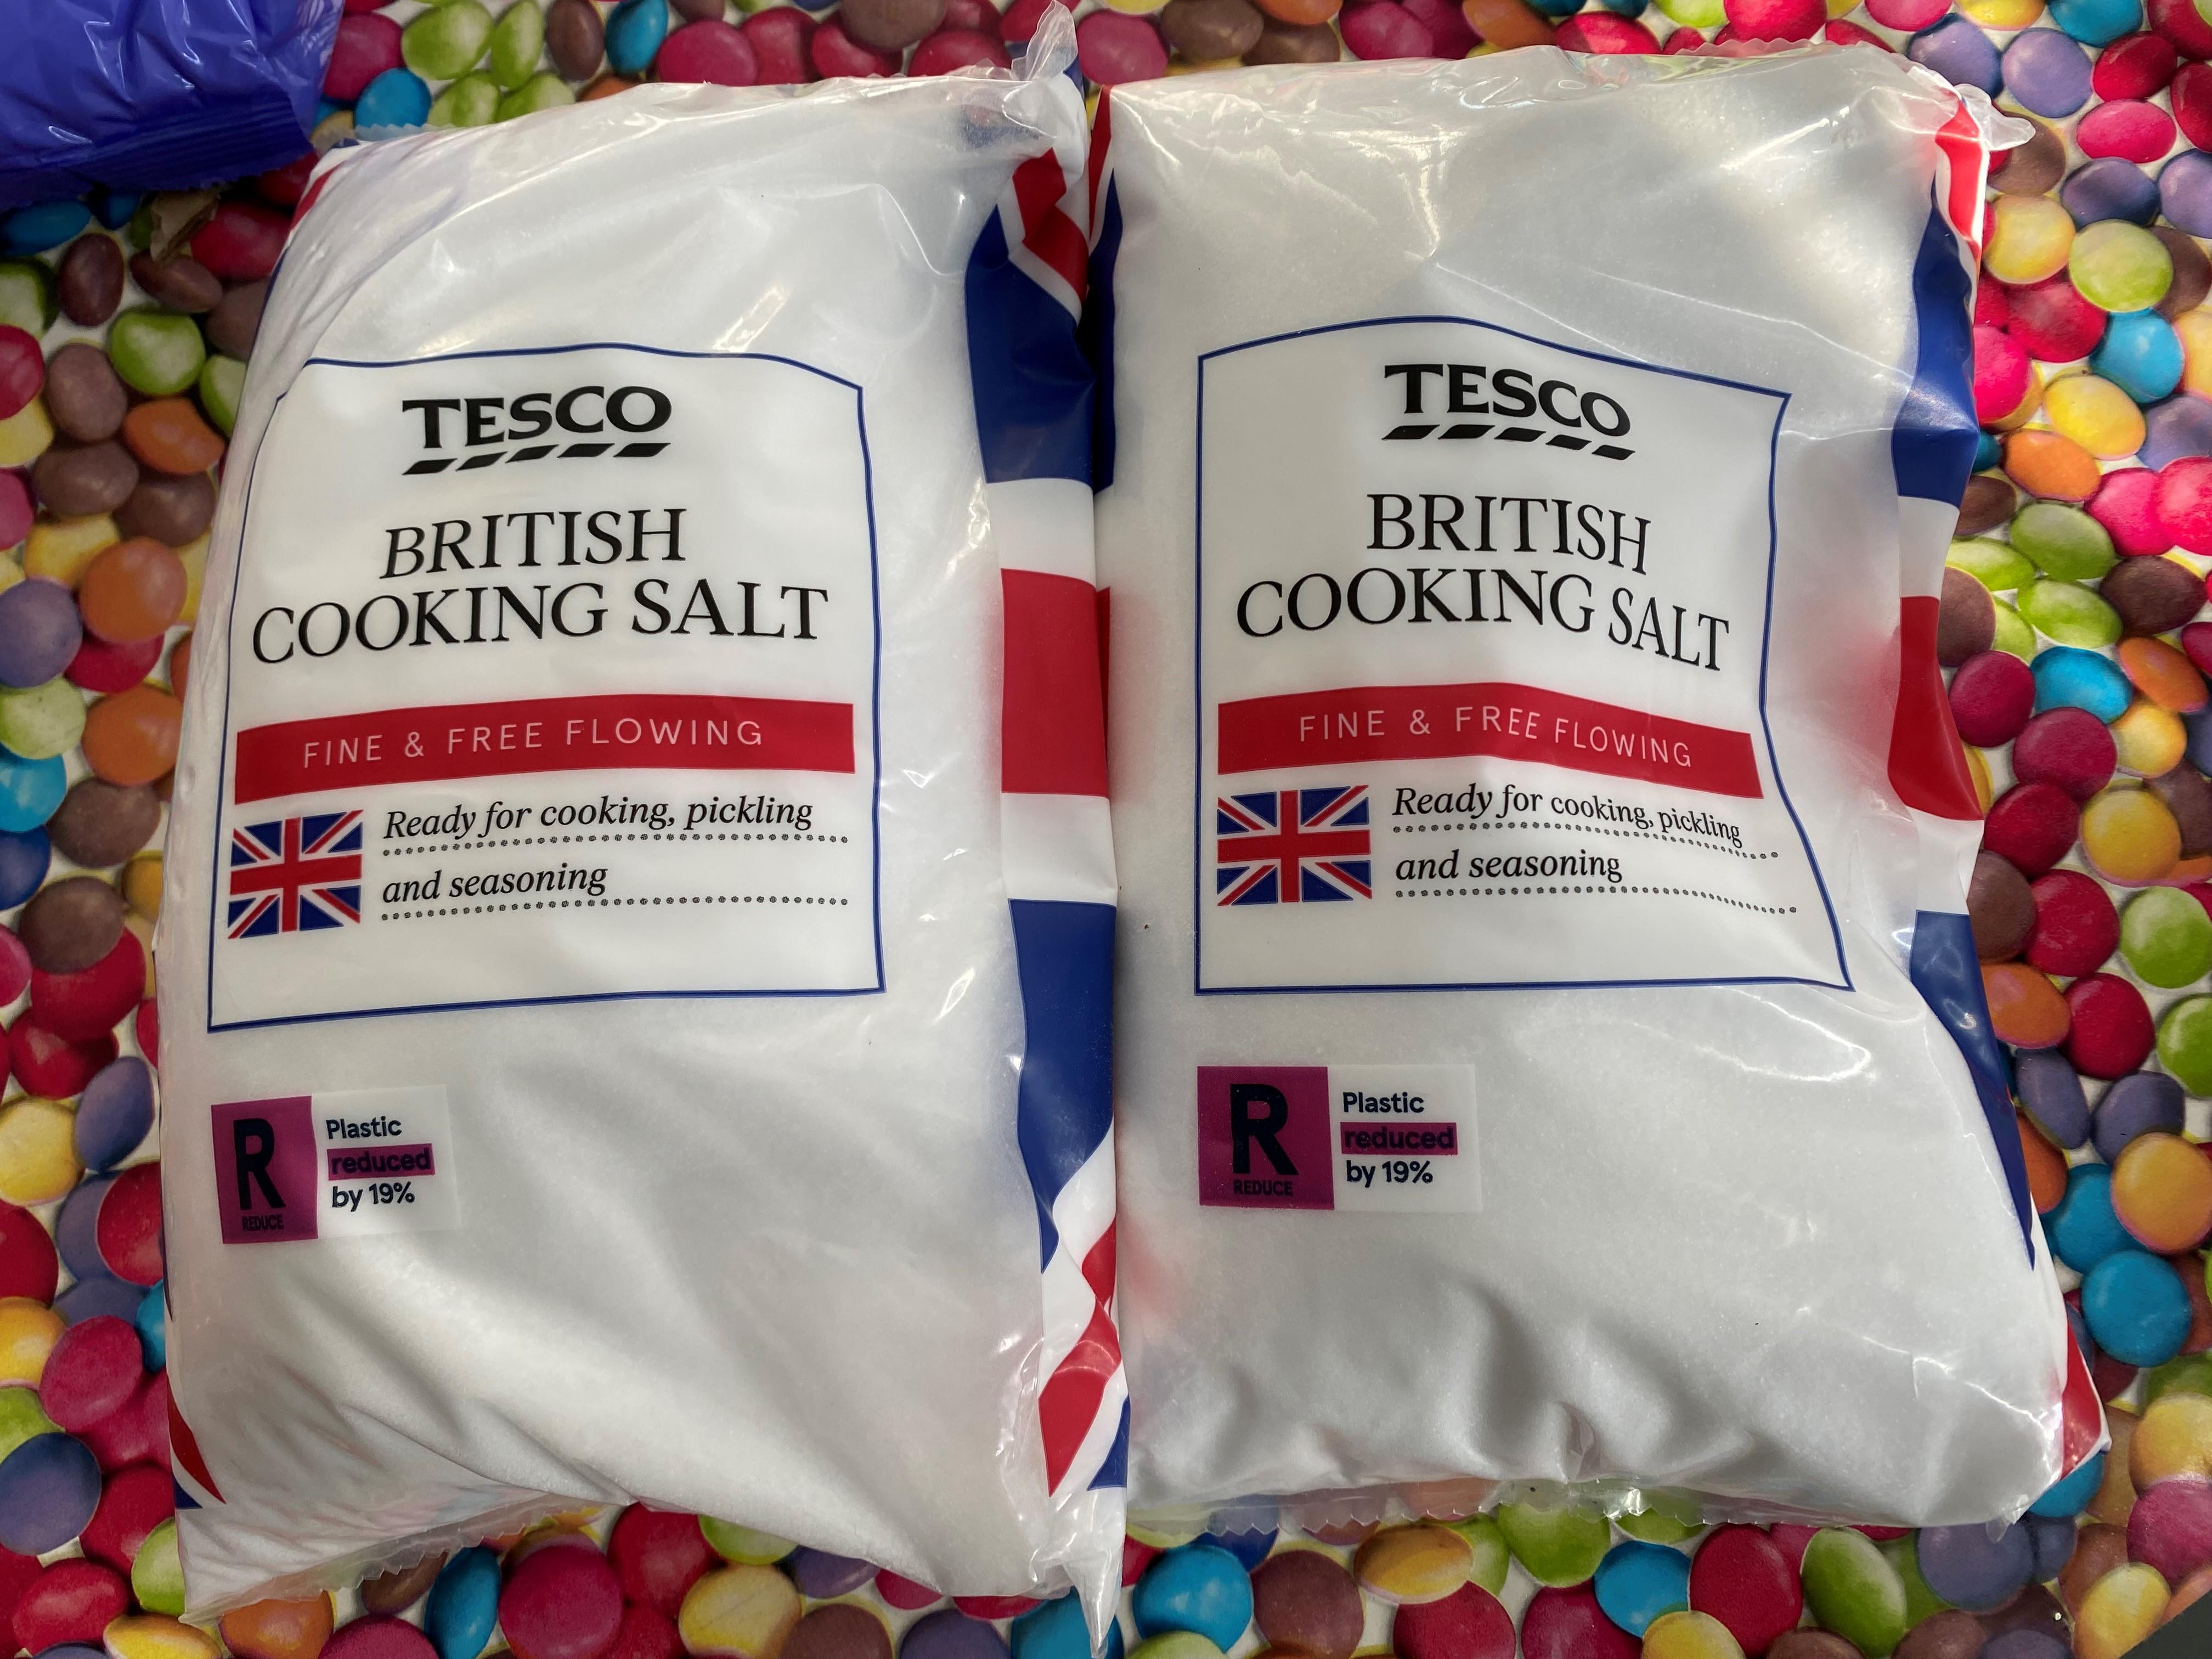 TESCO
BRITISH
COOKING SALT
FINE & FREE FLOWING
Ready for cooking, pickling
and seasoning
R
REDUCE
Plastic
reduced
by 19%
TESCO
BRITISH
COOKING SALT
FINE & FREE FLOWING
Ready for cooking, pickling
and seasoning
R
REDUCE
Plastic
reduced
by 19%